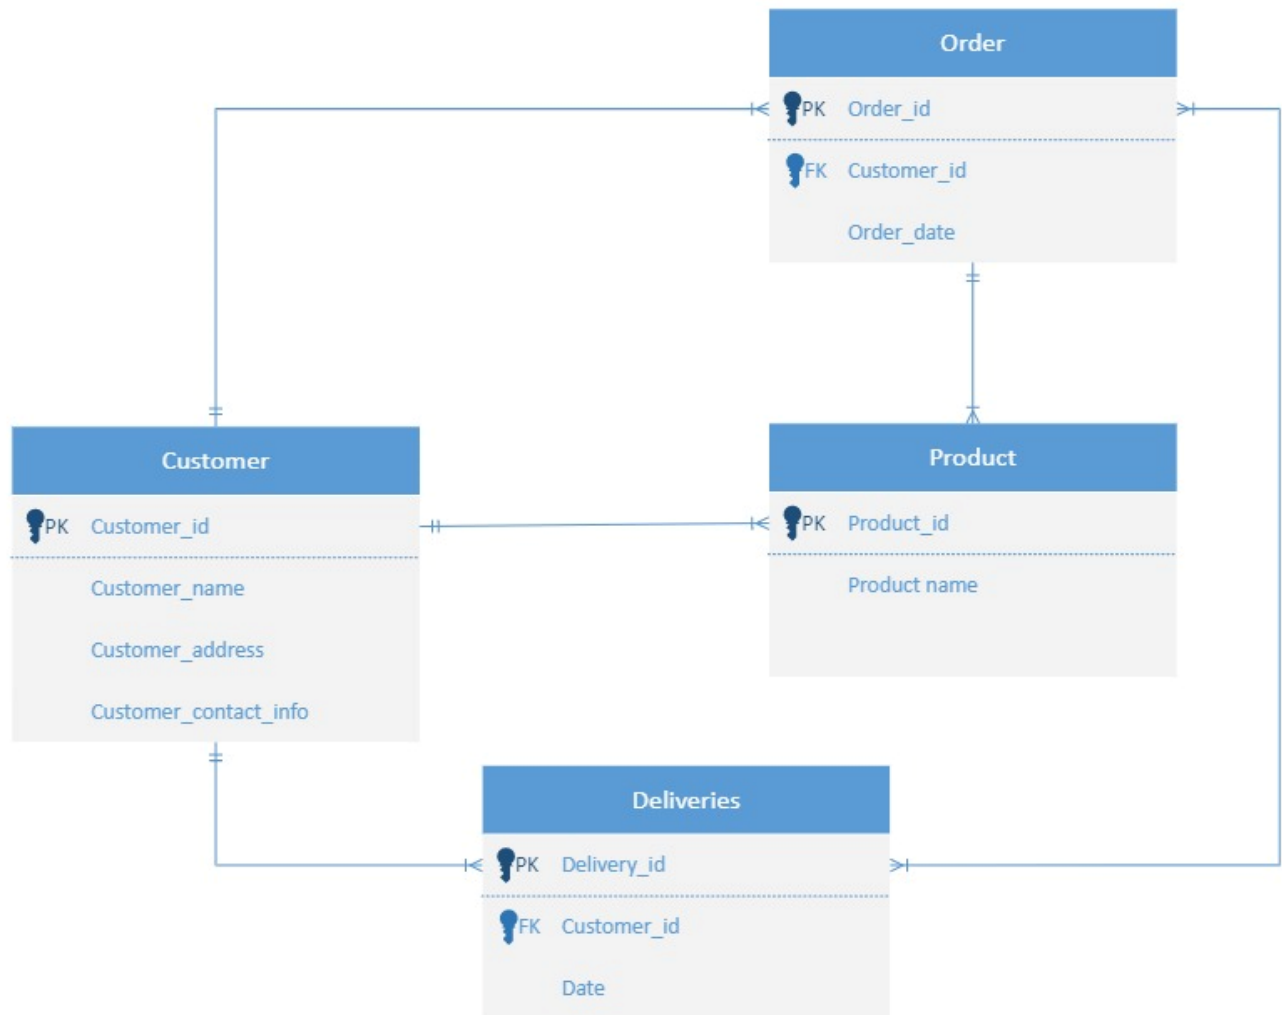 Order
PK Order_id
FK Customer_id
Order_date
Customer
PK Customer_id
Customer_name
Customer_address
Customer_contact_info
Product
PK Product_id
Product name
Deliveries
PK Delivery_id
FK Customer_id
Date